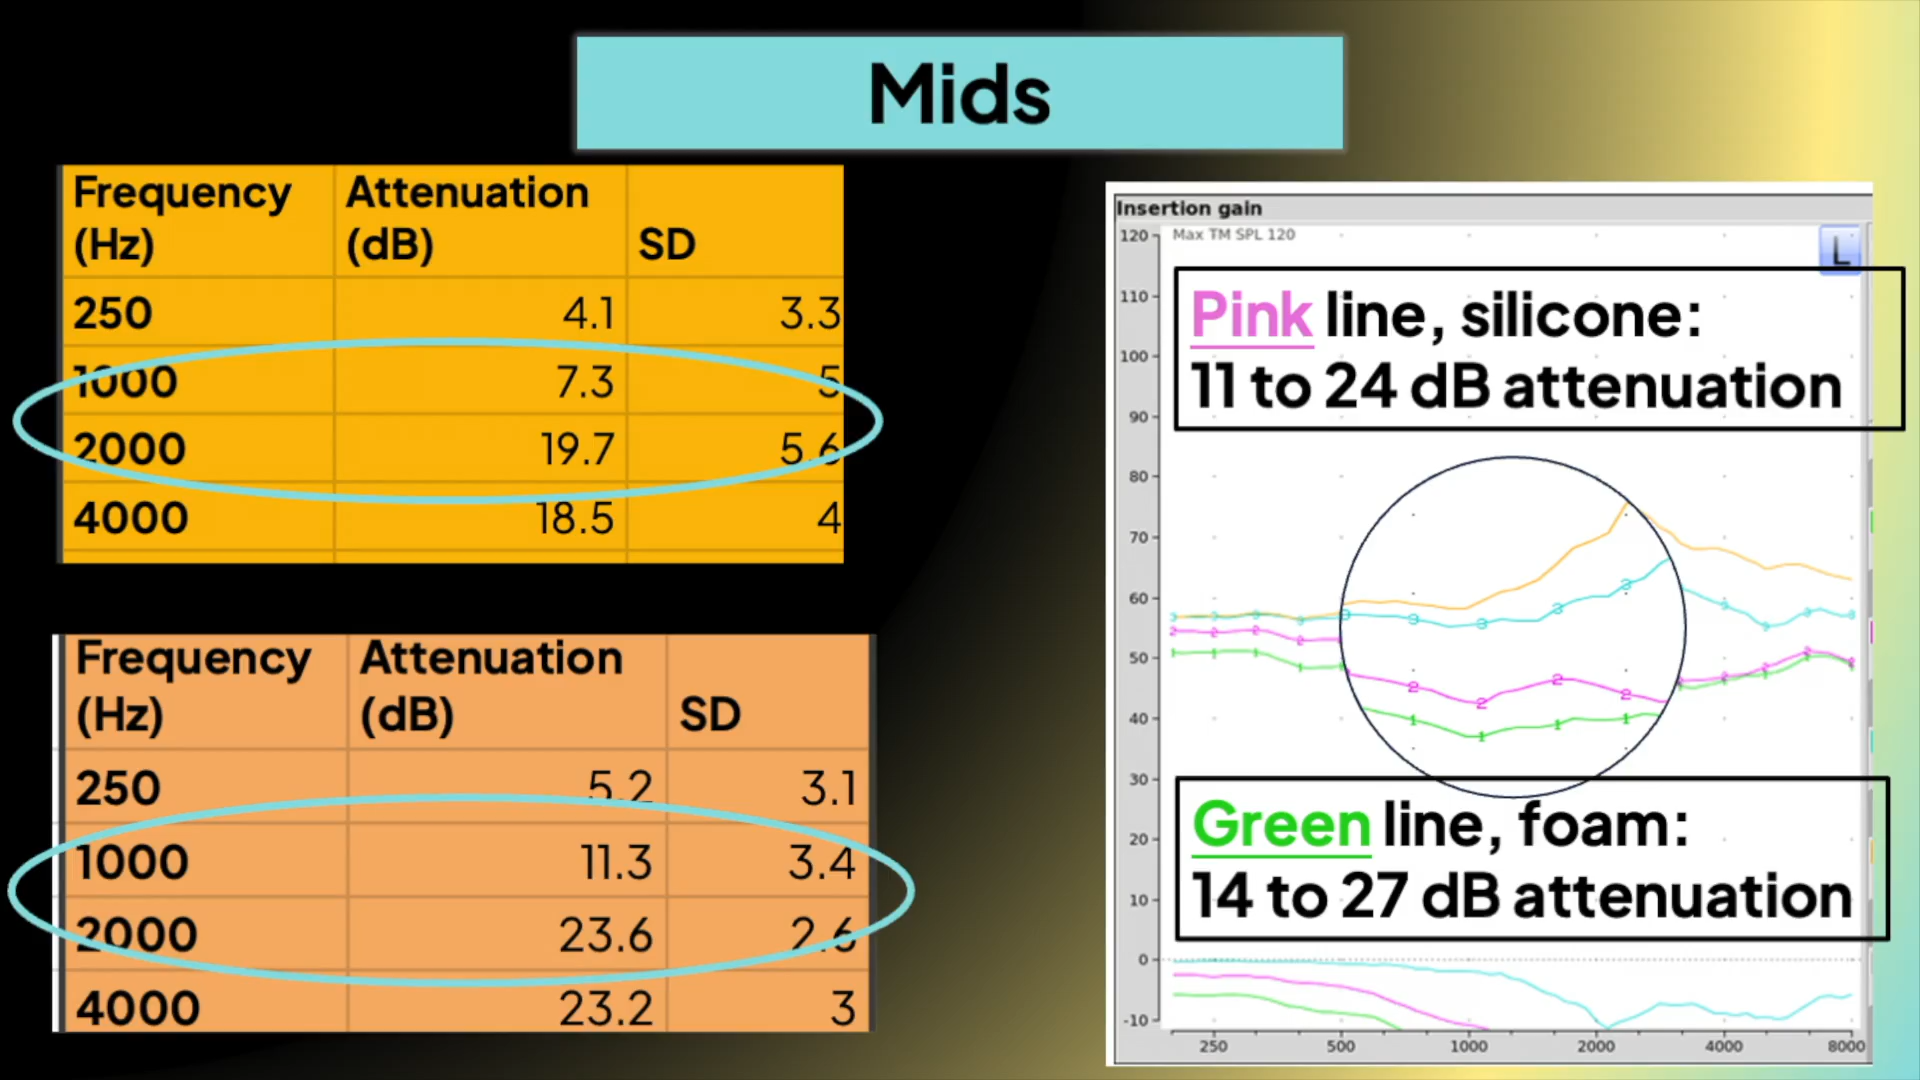 Mids
Frequency (Hz) Attenuation (dB) SD
250 4.1 3.3
1000 7.3 5
2000 19.7 5.6
4000 18.5 4
Frequency (Hz) Attenuation (dB) SD
250 5.2 3.1
1000 11.3 3.4
2000 23.6 2.6
4000 23.2 3
Insertion gain
Max TM SPL 120
L
Pink line, silicone:
11 to 24 dB attenuation
Green line, foam:
14 to 27 dB attenuation
120
110
100
90
80
70
60
50
40
30
20
10
0
-10
250 500 1000 2000 4000 8000